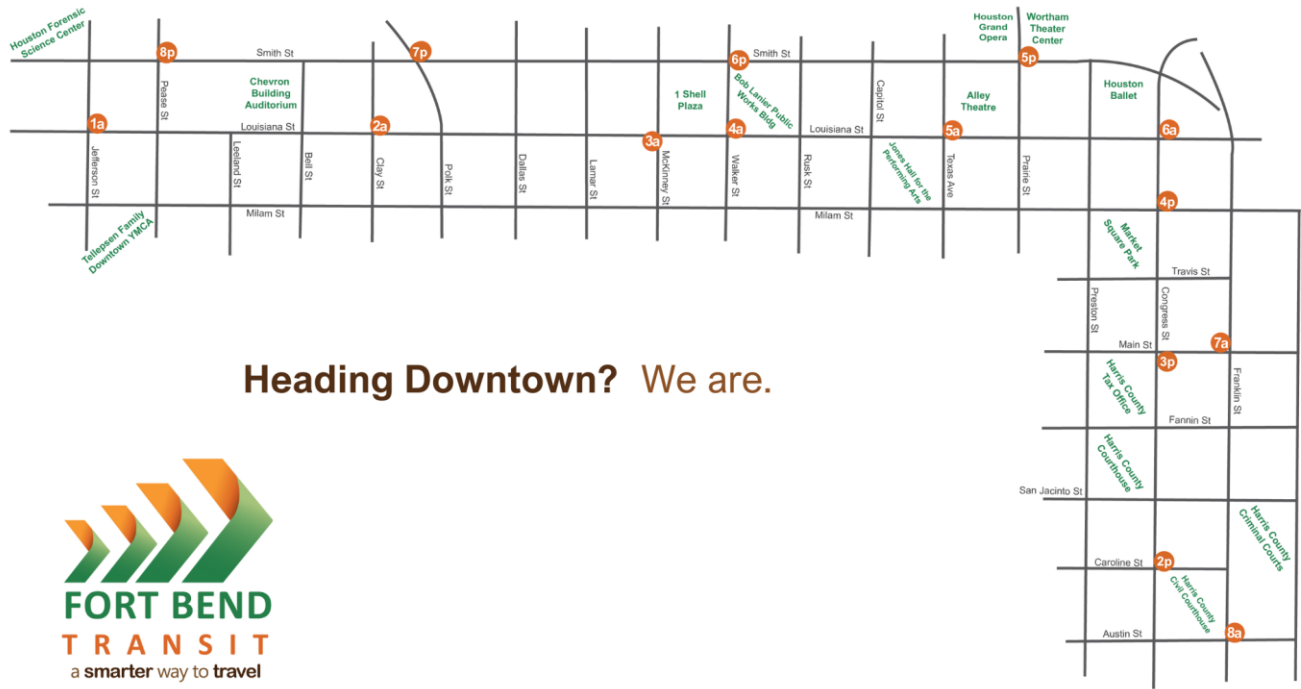 Houston Forensic
Science Center
8p
Smith St
7p
6p
Smith St
Houston
Grand
Opera
Wortham
Theater
Center
5p
Pease St
Chevron
Building
Auditorium
1 Shell
Plaza
Bob Lanier Public
Works Bldg
Capitol St
Alley
Theatre
Houston
Ballet
1a
Louisiana St
2a
3a
4a
Louisiana St
5a
6a
Jefferson St
Leeland St
Bell St
Clay St
Polk St
Dallas St
Lamar St
McKinney St
Walker St
Rusk St
Jones Hall for the
Performing Arts
Texas Ave
Prairie St
4p
Milam St
Milam St
Tellepsen Family
Downtown YMCA
Market
Square Park
Travis St
Preston St
Congress St
Main St
7a
3p
Harris County
Tax Office
Franklin St
Fannin St
Harris County
Courthouse
San Jacinto St
Harris County
Criminal Courts
Caroline St
2p
Harris County
Civil Courthouse
Austin St
8a
Heading Downtown? We are.
FORT BEND
TRANSIT
a smarter way to travel